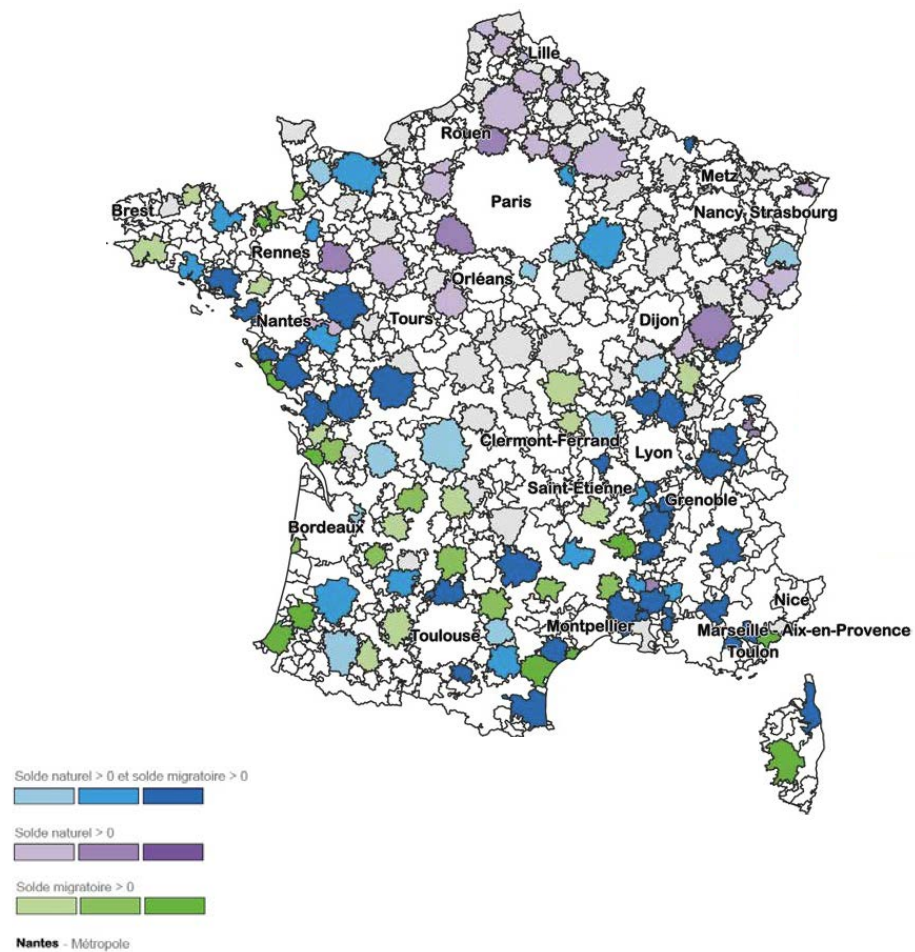 Lille
Rouen
Metz
Paris
Brest
Nancy Strasbourg
Rennes
Orléans
Nantes
Tours
Dijon
Clermont-Ferrand
Lyon
Saint-Étienne
Grenoble
Bordeaux
Nice
Montpellier
Marseille - Aix-en-Provence
Toulouse
Toulon
Solde naturel > 0 et solde migratoire > 0
Solde naturel > 0
Solde migratoire > 0
Nantes - Métropole